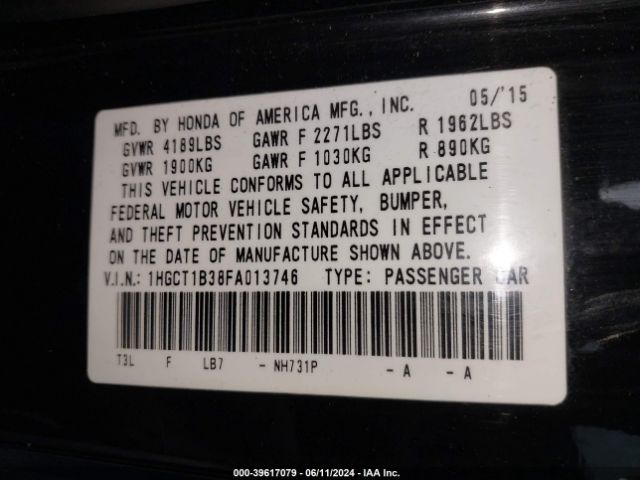 MFD. BY HONDA OF AMERICA MFG., INC. 05/'15
GVWR 4189LBS GAWR F 2271LBS R 1962LBS
GVWR 1900KG GAWR F 1030KG R 890KG
THIS VEHICLE CONFORMS TO ALL APPLICABLE
FEDERAL MOTOR VEHICLE SAFETY, BUMPER,
AND THEFT PREVENTION STANDARDS IN EFFECT
ON THE DATE OF MANUFACTURE SHOWN ABOVE.
V.I.N.: 1HGCT1B38FA013746 TYPE: PASSENGER CAR
T3L F LB7 - NH731P - A - A
000-39617079 - 06/11/2024 - IAA Inc.